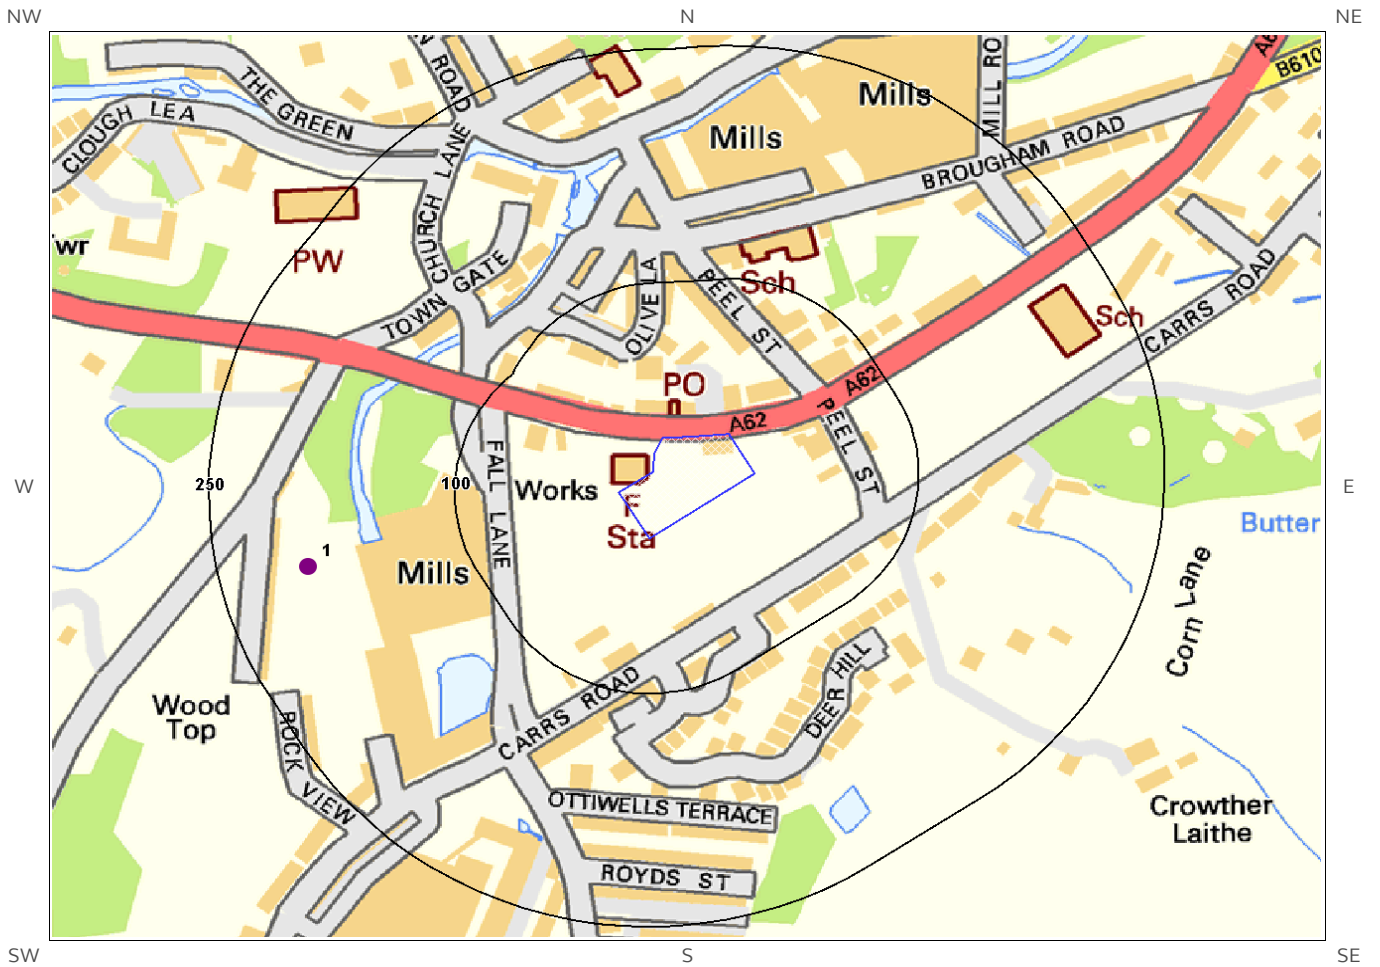 NW
N
NE
N ROAD
A6
B610
THE GREEN
CLOUGH LEA
Mills
Mills
MILL RO
BROUGHAM ROAD
CHURCH LANE
wr
PW
TOWN GATE
OLIVE LA
PEEL ST
Sch
Sch
CARRS ROAD
PO
A62
A62
PEEL ST
W
250
100
FALL LANE
Works
F
Sta
E
Butter
1
Mills
Corn Lane
Wood
Top
ROCK VIEW
CARRS ROAD
DEER HILL
OTTIWELLS TERRACE
Crowther
Laithe
ROYDS ST
SW
S
SE